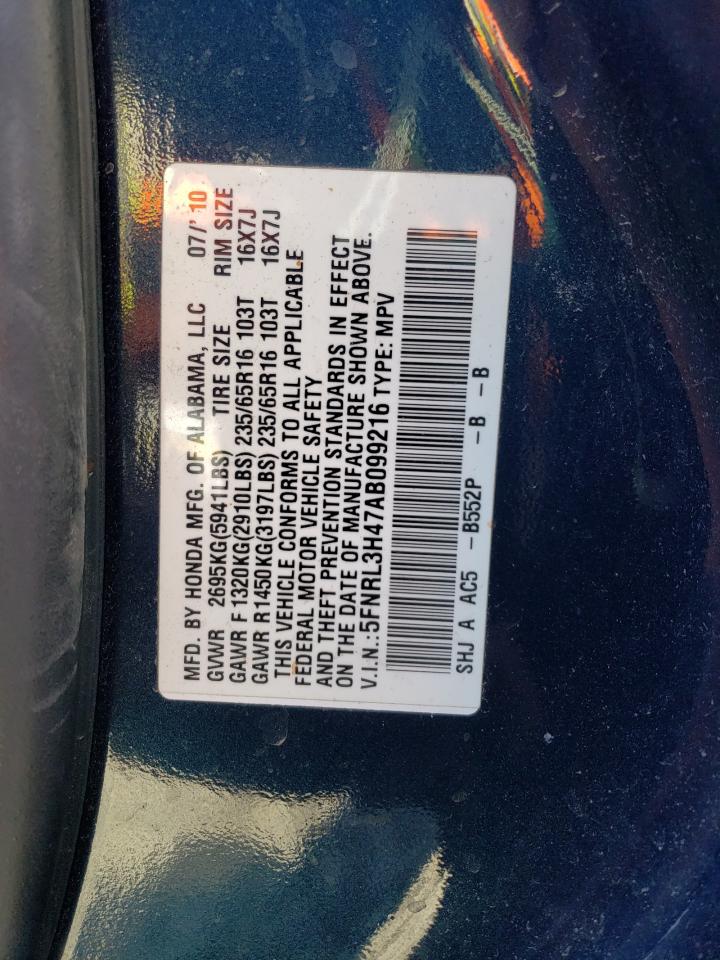 MFD. BY HONDA MFG. OF ALABAMA, LLC 07/'10
GVWR 2695KG(5941LBS) TIRE SIZE RIM SIZE
GAWR F 1320KG(2910LBS) 235/65R16 103T 16X7J
GAWR R1450KG(3197LBS) 235/65R16 103T 16X7J
THIS VEHICLE CONFORMS TO ALL APPLICABLE
FEDERAL MOTOR VEHICLE SAFETY
AND THEFT PREVENTION STANDARDS IN EFFECT
ON THE DATE OF MANUFACTURE SHOWN ABOVE.
V.I.N.:5FNRL3H47AB099216 TYPE: MPV
SHJ A AC5 -B552P -B -B